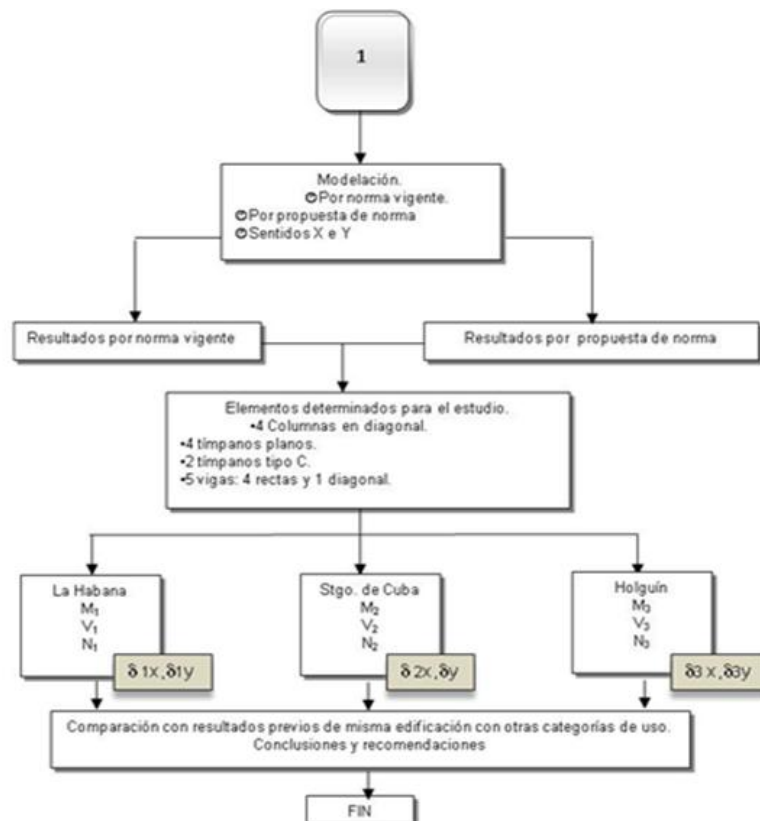 1
Modelación.
Por norma vigente.
Por propuesta de norma
Sentidos X e Y
Resultados por norma vigente
Resultados por propuesta de norma
Elementos determinados para el estudio.
•4 Columnas en diagonal.
•4 tímpanos planos.
•2 tímpanos tipo C.
•5 vigas: 4 rectas y 1 diagonal.
La Habana
M₁
V₁
N₁
δ 1x,δ1y
Stgo. de Cuba
M₂
V₂
N₂
δ 2x,δy
Holguín
M₃
V₃
N₃
δ3 x,δ3y
Comparación con resultados previos de misma edificación con otras categorías de uso.
Conclusiones y recomendaciones
FIN